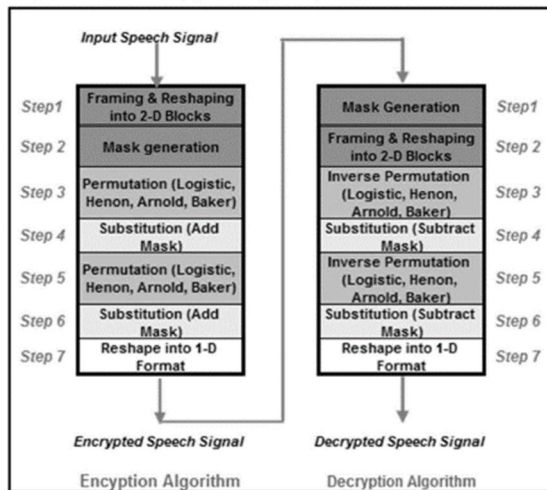 Input Speech Signal
Step1
Framing & Reshaping
into 2-D Blocks
Step 2
Mask generation
Step 3
Permutation (Logistic,
Henon, Arnold, Baker)
Step 4
Substitution (Add
Mask)
Step 5
Permutation (Logistic,
Henon, Arnold, Baker)
Step 6
Substitution (Add
Mask)
Step 7
Reshape into 1-D
Format
Encrypted Speech Signal
Encyption Algorithm
Mask Generation
Step1
Framing & Reshaping
into 2-D Blocks
Step 2
Inverse Permutation
(Logistic, Henon,
Arnold, Baker)
Step 3
Substitution (Subtract
Mask)
Step 4
Inverse Permutation
(Logistic, Henon,
Arnold, Baker)
Step 5
Substitution (Subtract
Mask)
Step 6
Reshape into 1-D
Format
Step 7
Decrypted Speech Signal
Decryption Algorithm